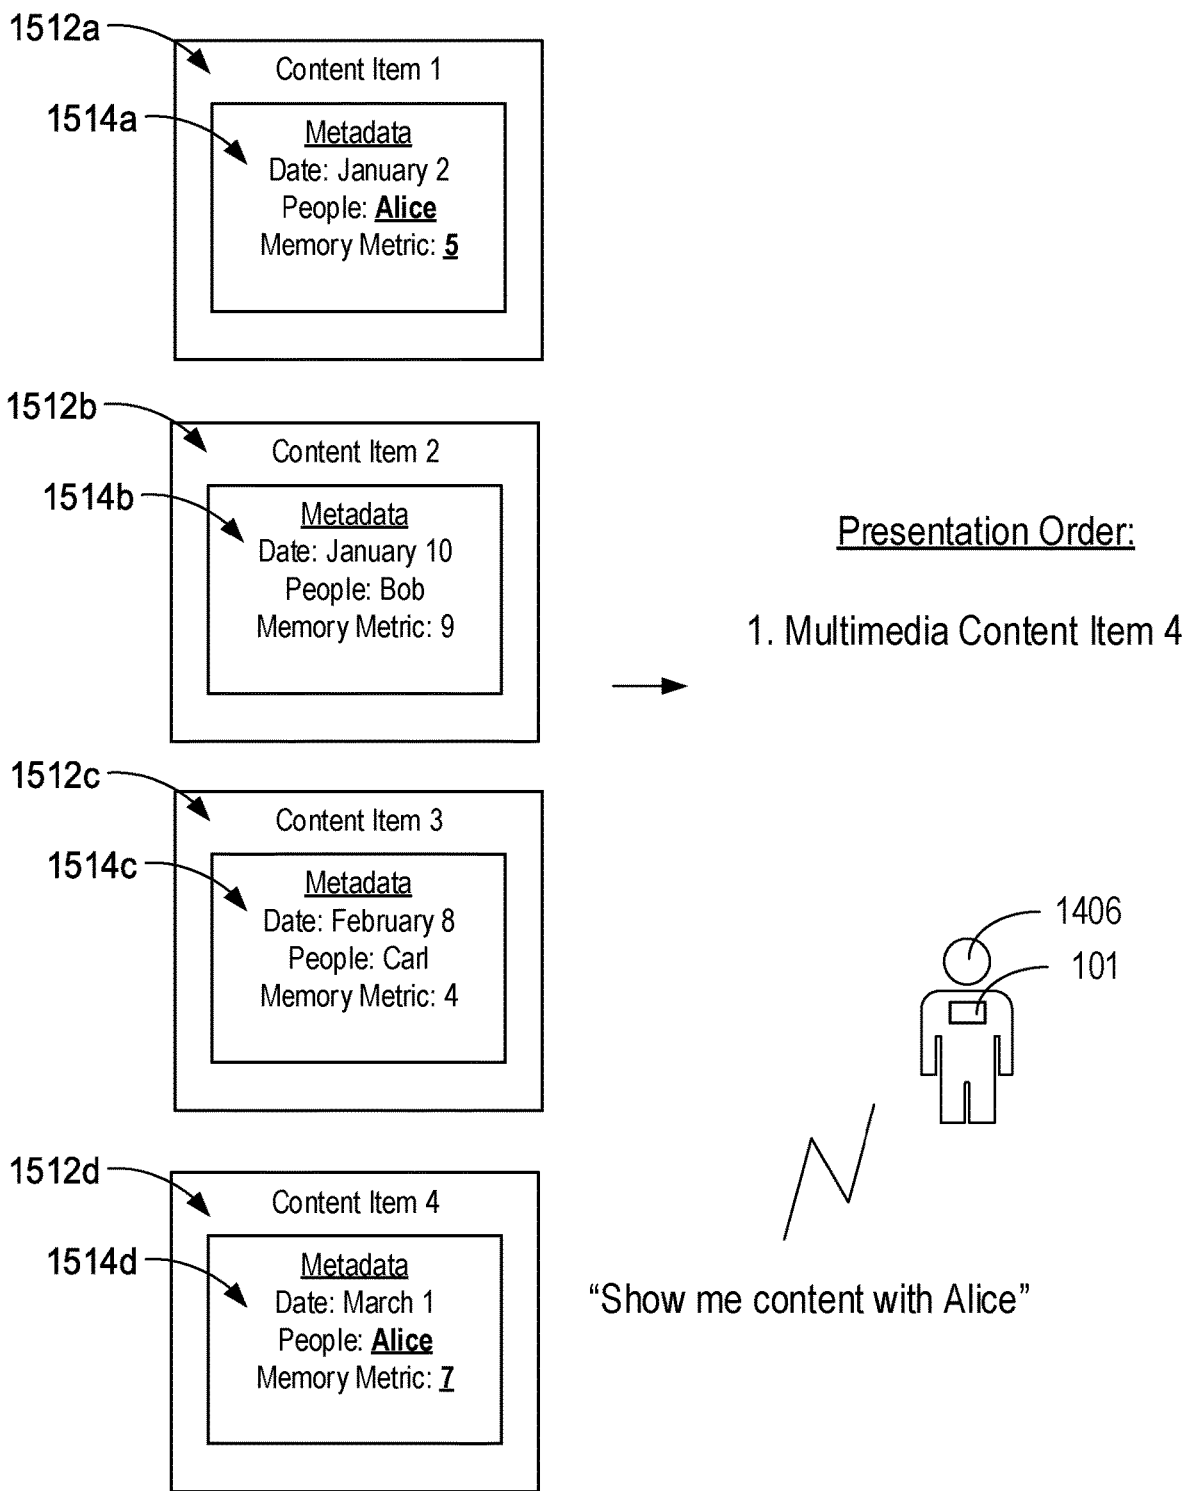 1512a
Content Item 1
1514a
Metadata
Date: January 2
People: Alice
Memory Metric: 5
1512b
Content Item 2
1514b
Metadata
Date: January 10
People: Bob
Memory Metric: 9
1512c
Content Item 3
1514c
Metadata
Date: February 8
People: Carl
Memory Metric: 4
1512d
Content Item 4
1514d
Metadata
Date: March 1
People: Alice
Memory Metric: 7
Presentation Order:
1. Multimedia Content Item 4
1406
101
“Show me content with Alice”